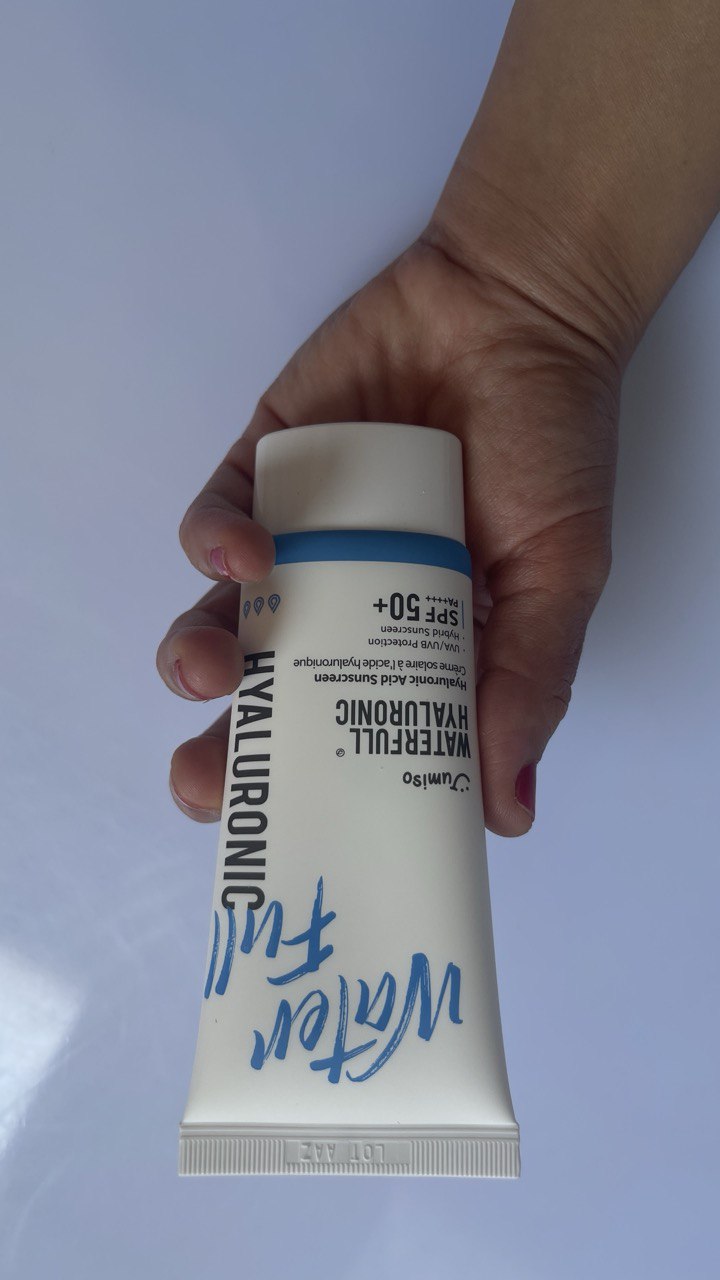 Water
Full
HYALURONIC
Jumiso
WATERFULL®
HYALURONIC
Hyaluronic Acid Sunscreen
Crème solaire à l'acide hyaluronique
• UVA/UVB Protection
• Hybrid Sunscreen
SPF 50+
PA++++
LOT AAZ